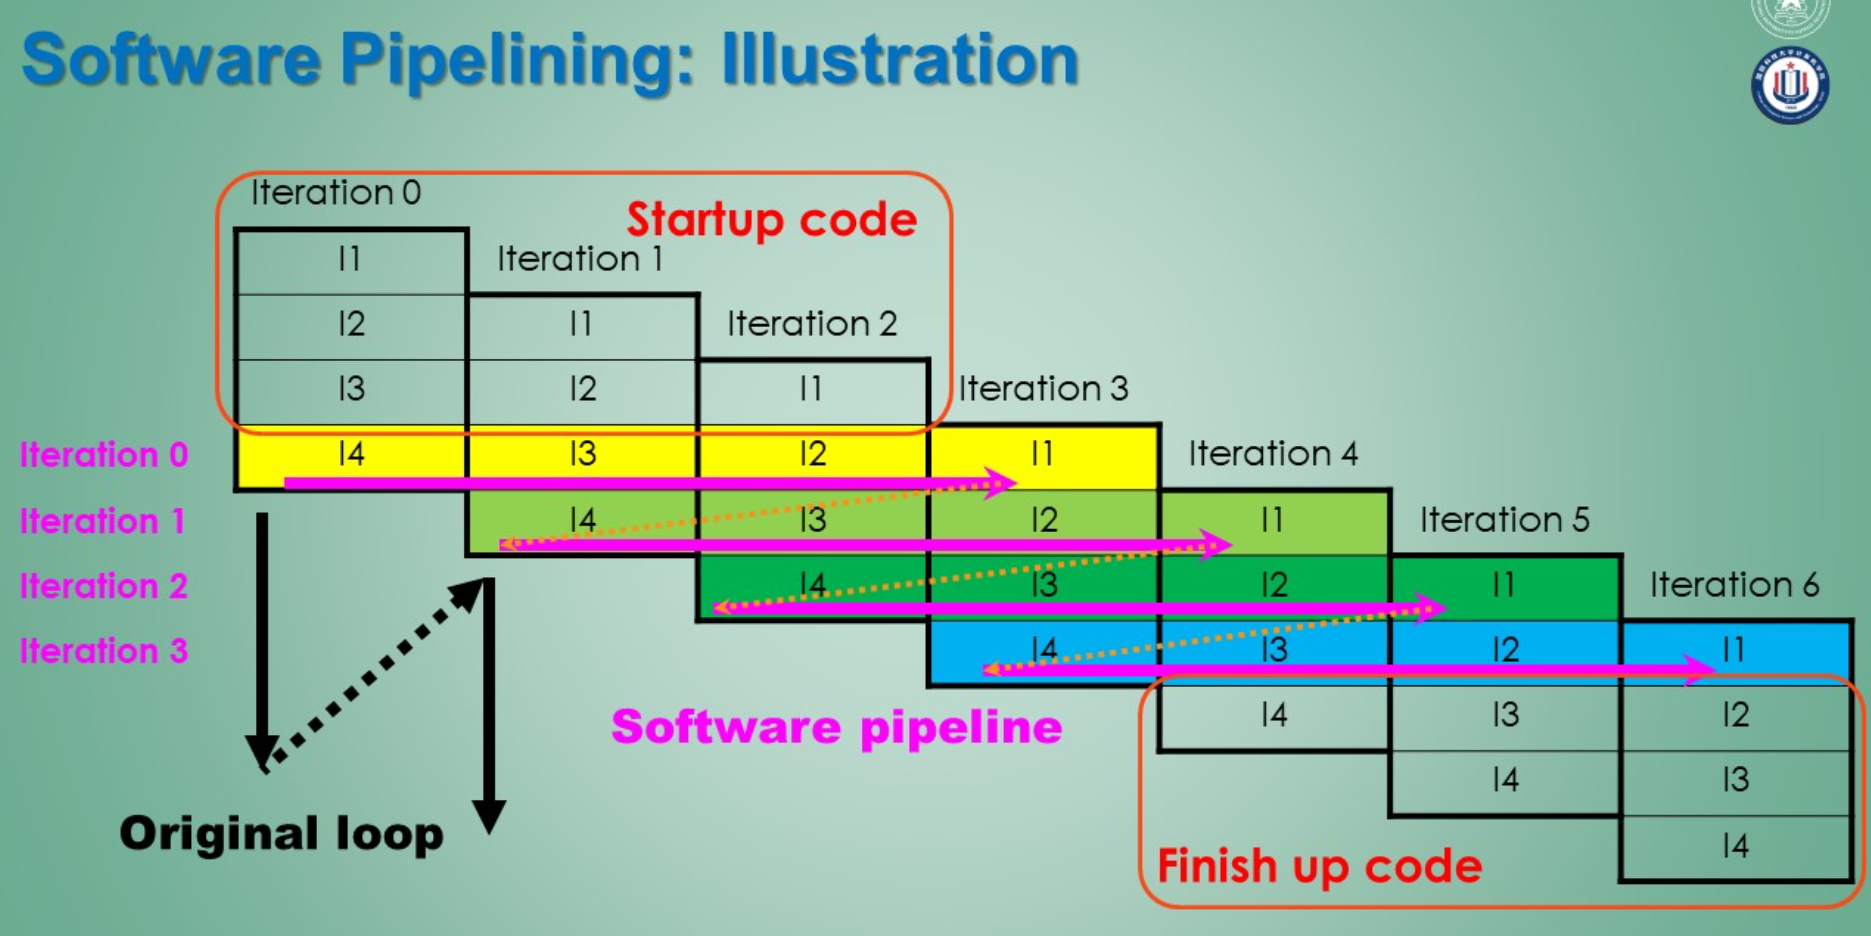 Software Pipelining: Illustration
Iteration 0
Startup code
I1
Iteration 1
I2
I1
Iteration 2
I3
I2
I1
Iteration 3
Iteration 0
I4
I3
I2
I1
Iteration 4
Iteration 1
I4
I3
I2
I1
Iteration 5
Iteration 2
I4
I3
I2
I1
Iteration 6
Iteration 3
I4
I3
I2
I1
Software pipeline
I4
I3
I2
I4
I3
Original loop
I4
Finish up code